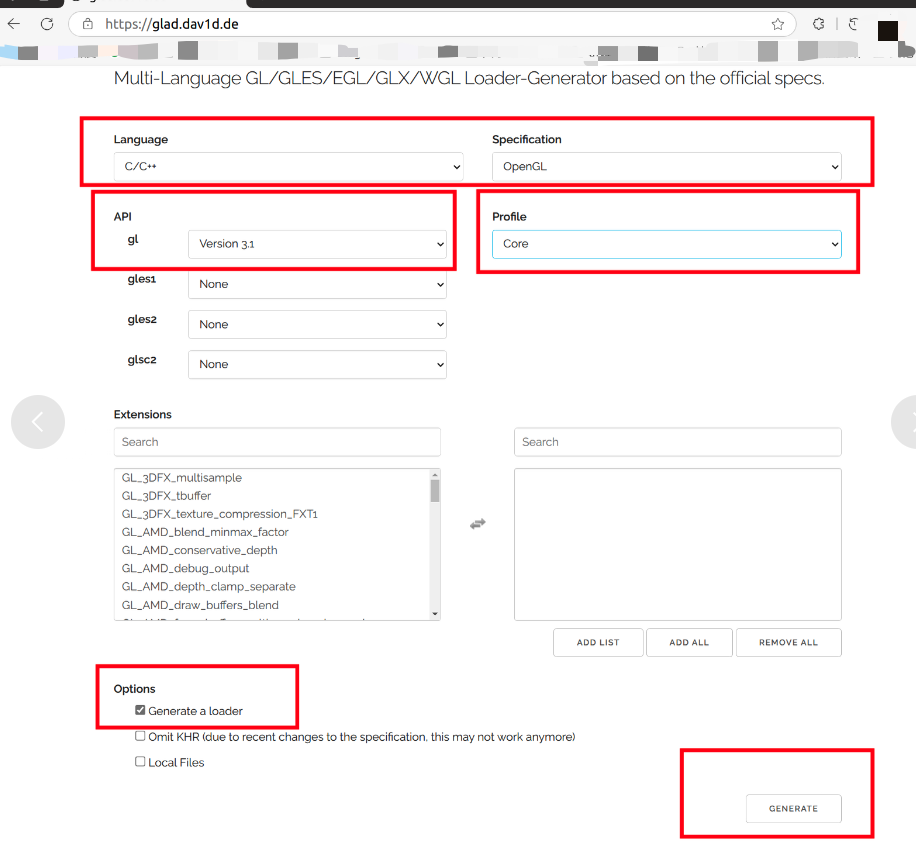 https://glad.dav1d.de
Multi-Language GL/GLES/EGL/GLX/WGL Loader-Generator based on the official specs.
Language
Specification
C/C++
OpenGL
API
Profile
gl
Version 3.1
Core
gles1
None
gles2
None
glsc2
None
Extensions
Search
Search
GL_3DFX_multisample
GL_3DFX_tbuffer
GL_3DFX_texture_compression_FXT1
GL_AMD_blend_minmax_factor
GL_AMD_conservative_depth
GL_AMD_debug_output
GL_AMD_depth_clamp_separate
GL_AMD_draw_buffers_blend
ADD LIST
ADD ALL
REMOVE ALL
Options
Generate a loader
Omit KHR (due to recent changes to the specification, this may not work anymore)
Local Files
GENERATE